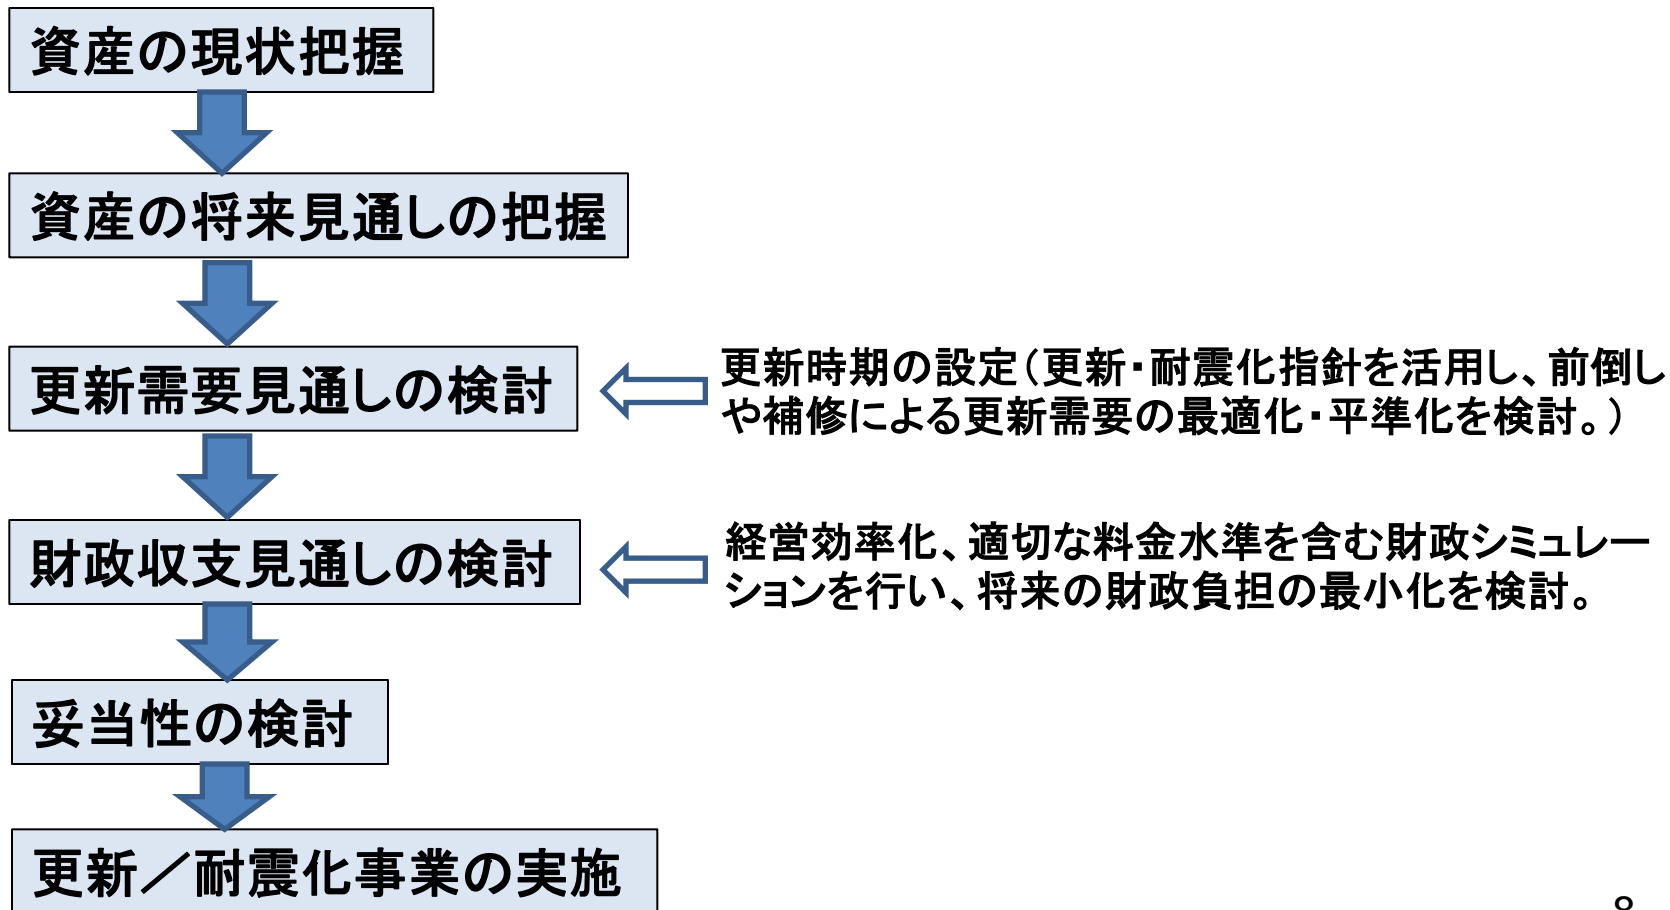 資産の現状把握
資産の将来見通しの把握
更新需要見通しの検討
更新時期の設定（更新・耐震化指針を活用し、前倒し
や補修による更新需要の最適化・平準化を検討。）
財政収支見通しの検討
経営効率化、適切な料金水準を含む財政シミュレー
ションを行い、将来の財政負担の最小化を検討。
妥当性の検討
更新／耐震化事業の実施
8